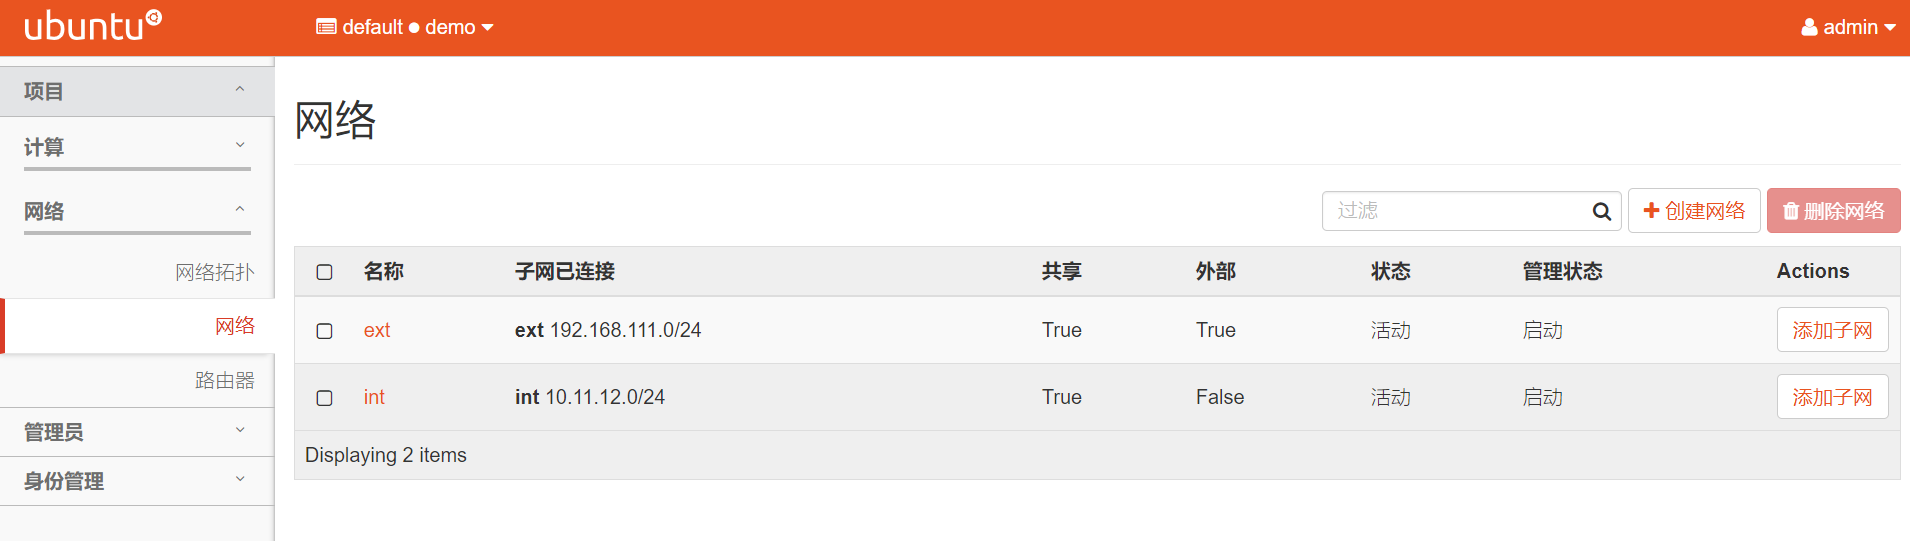 ubuntu
default ● demo
admin
项目
计算
网络
网络拓扑
网络
路由器
管理员
身份管理
网络
过滤
创建网络
删除网络
名称 子网已连接 共享 外部 状态 管理状态 Actions
ext ext 192.168.111.0/24 True True 活动 启动 添加子网
int int 10.11.12.0/24 True False 活动 启动 添加子网
Displaying 2 items